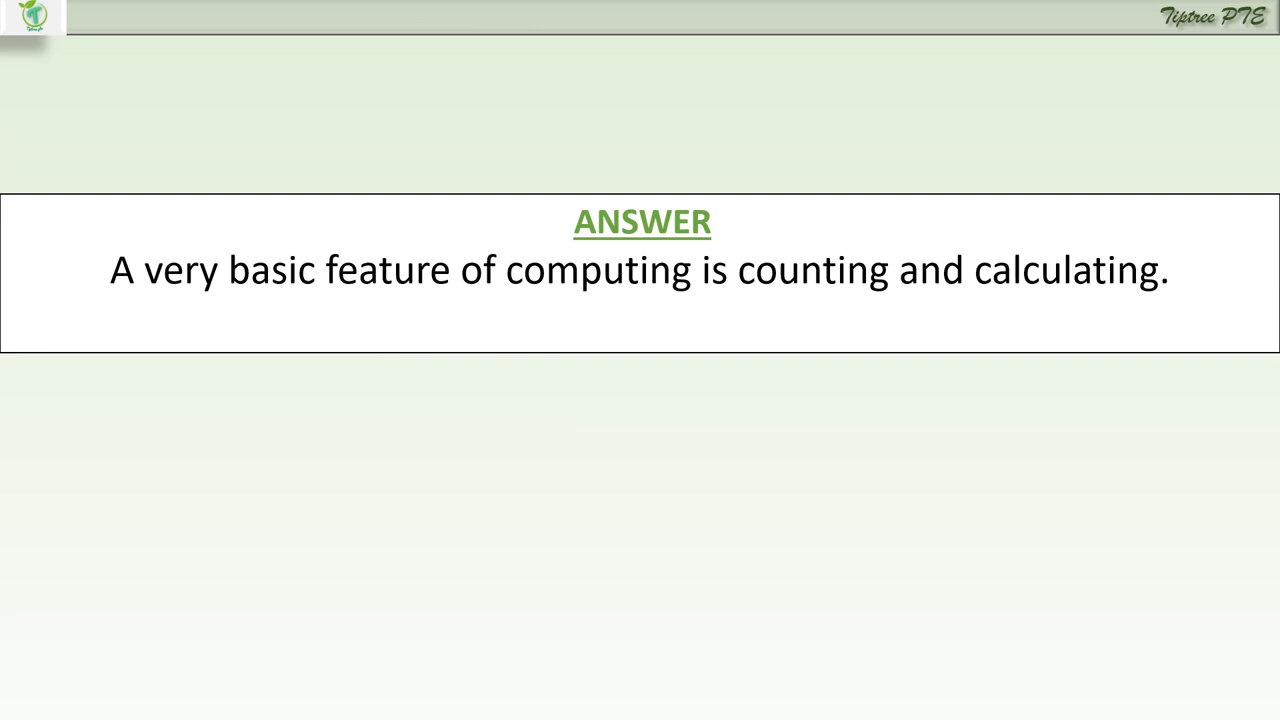 Tiptree PTE
ANSWER
A very basic feature of computing is counting and calculating.